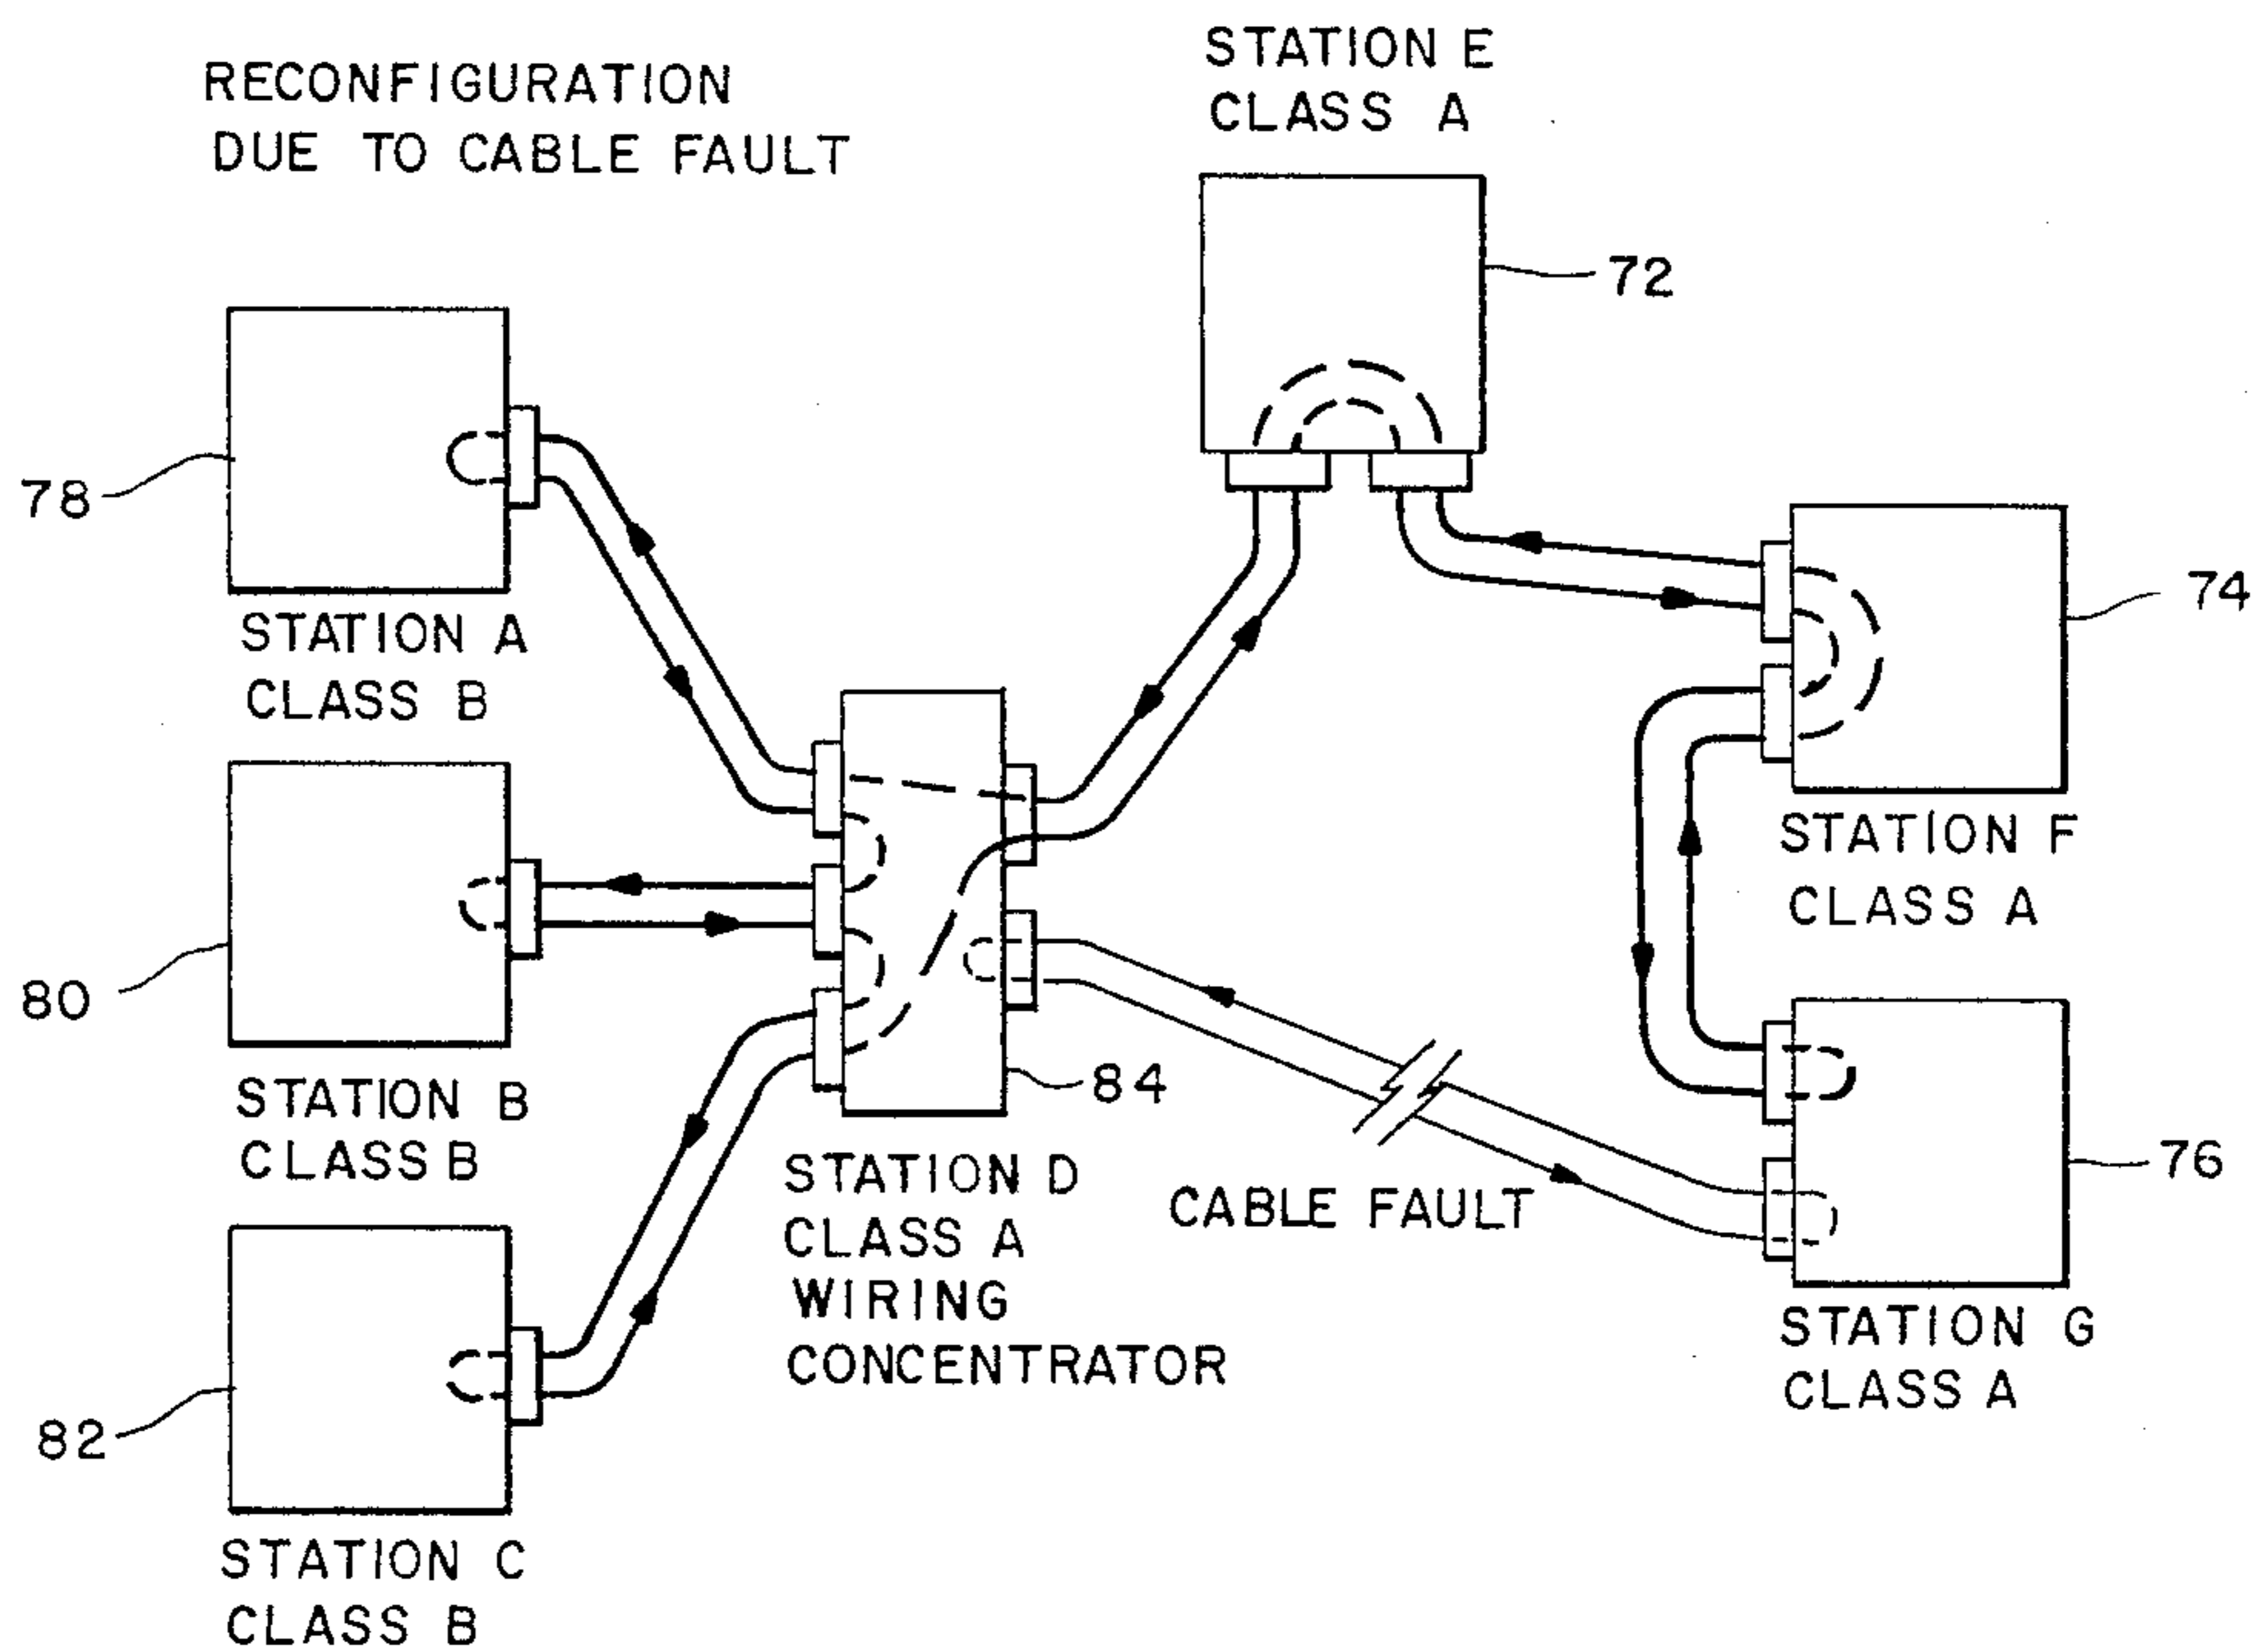 RECONFIGURATION
DUE TO CABLE FAULT
STATION E
CLASS A
72
78
STATION A
CLASS B
74
STATION F
CLASS A
80
STATION B
CLASS B
84
STATION D
CLASS A
WIRING
CONCENTRATOR
CABLE FAULT
76
STATION G
CLASS A
82
STATION C
CLASS B